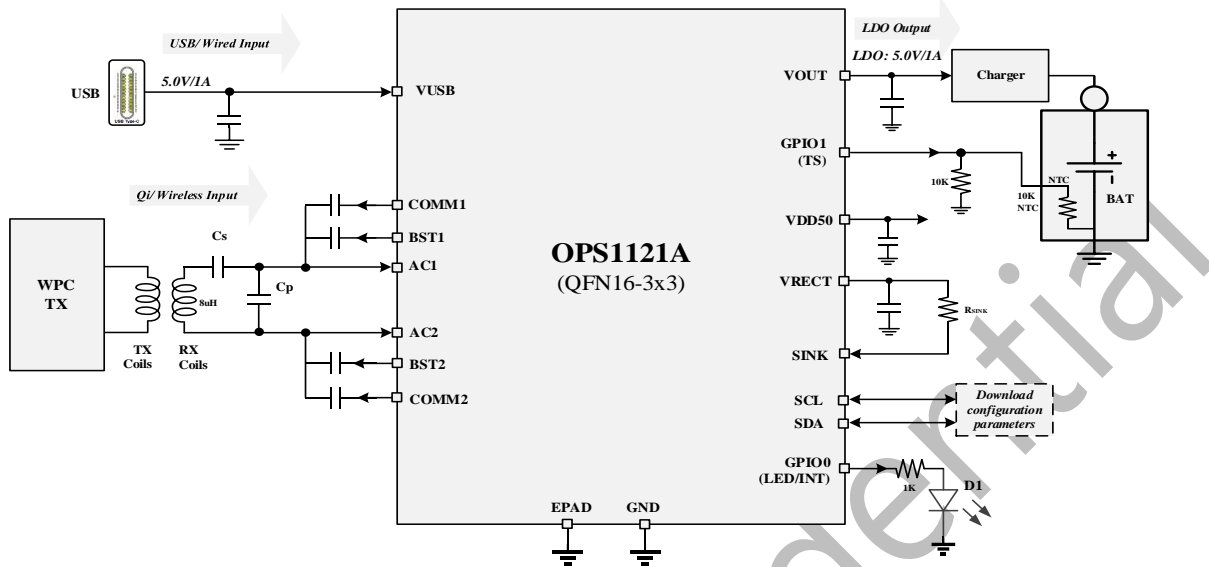 USB/Wired Input
USB
USB Type-C
5.0V/1A
VUSB
Qi/Wireless Input
WPC
TX
TX
Coils
RX
Coils
8uH
Cs
Cp
COMM1
BST1
AC1
AC2
BST2
COMM2
OPS1121A
(QFN16-3x3)
EPAD
GND
LDO Output
LDO: 5.0V/1A
VOUT
Charger
GPIO1
(TS)
10K
10K
NTC
NTC
+
-
BAT
VDD50
VRECT
RSINK
SINK
SCL
SDA
Download
configuration
parameters
GPIO0
(LED/INT)
1K
D1
dential